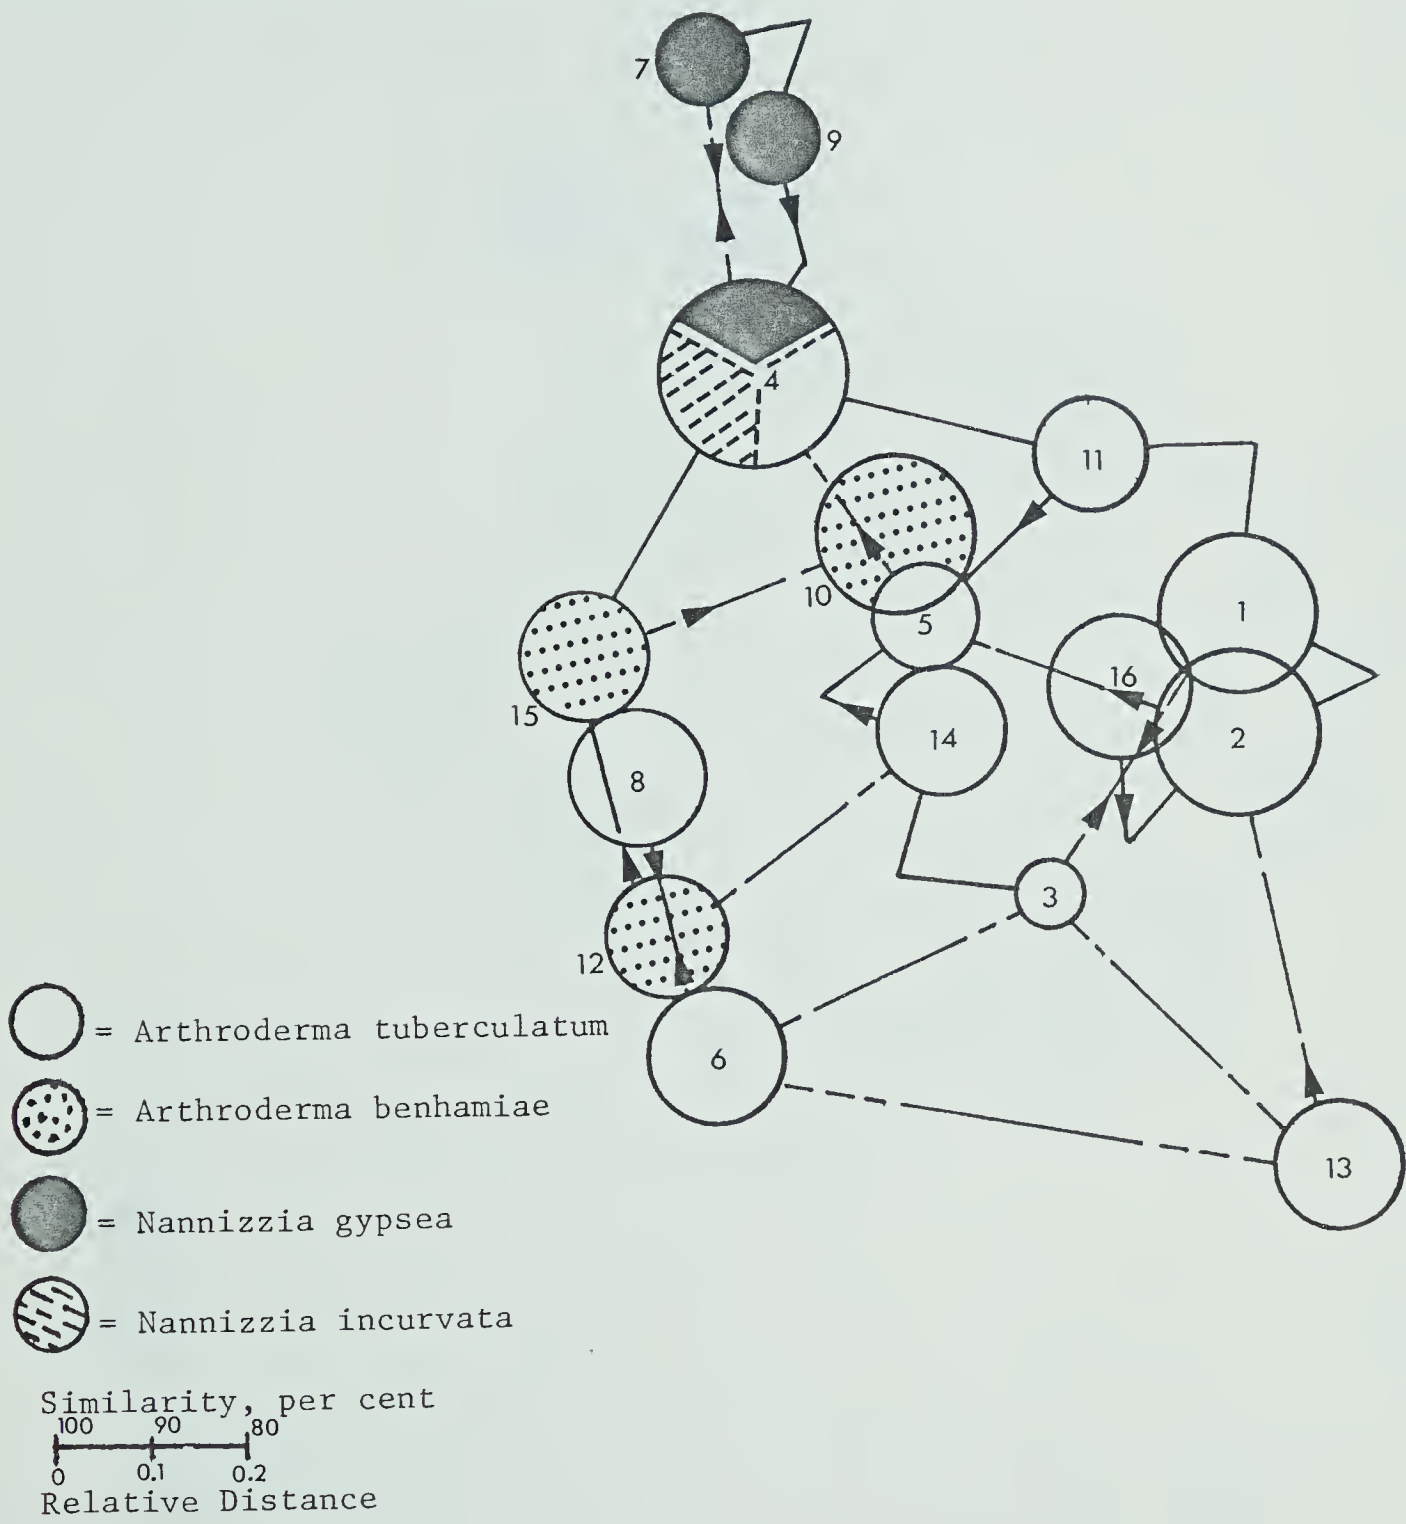 7
9
4
11
10
5
1
16
15
14
2
8
3
12
6
13
= Arthroderma tuberculatum
= Arthroderma benhamiae
= Nannizzia gypsea
= Nannizzia incurvata
Similarity, per cent
100 90 80
0 0.1 0.2
Relative Distance